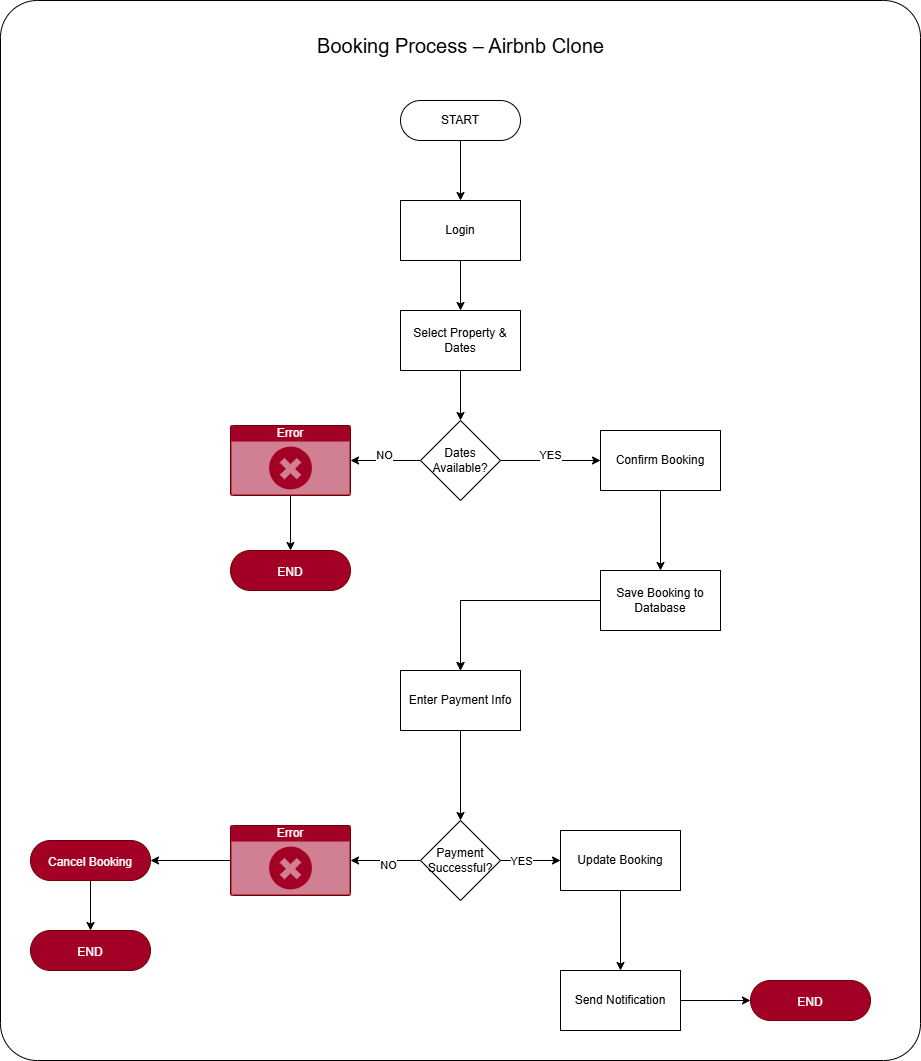 Booking Process – Airbnb Clone
START
Login
Select Property &
Dates
Error
Dates
Available?
NO
YES
Confirm Booking
END
Save Booking to
Database
Enter Payment Info
Error
Payment
Successful?
NO
YES
Update Booking
Cancel Booking
END
Send Notification
END